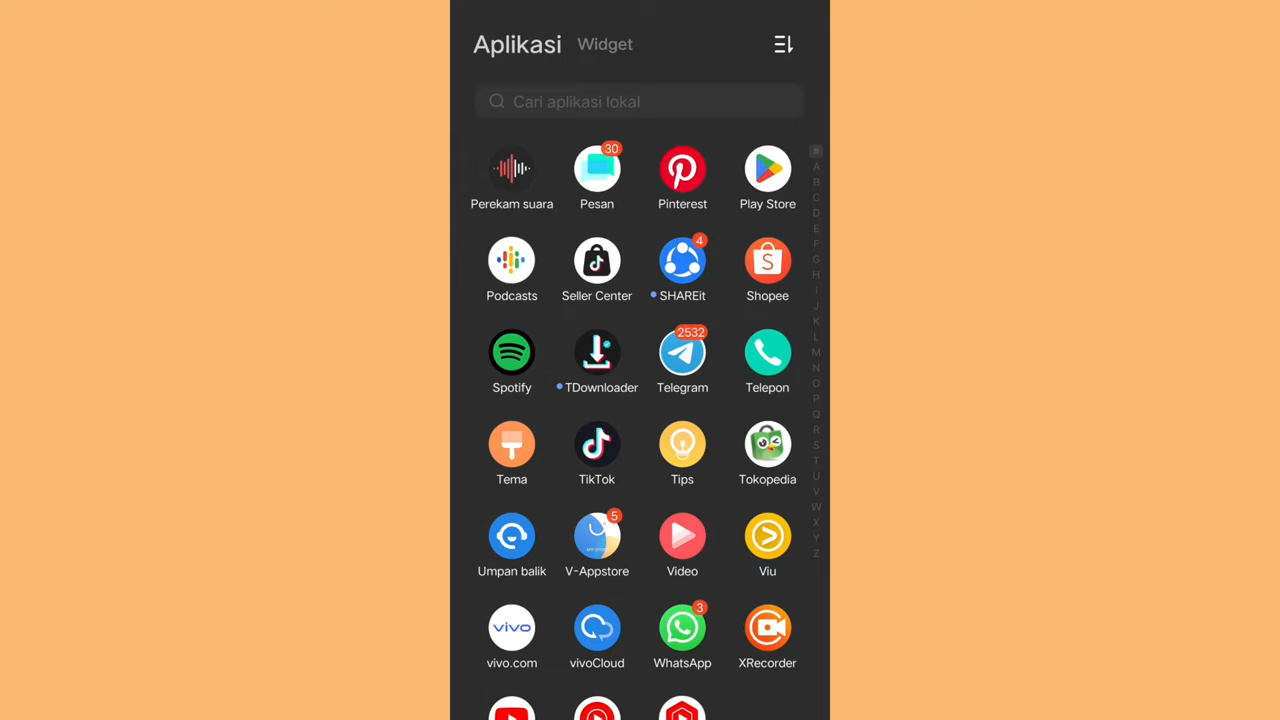 Aplikasi Widget
Cari aplikasi lokal
30
Perekam suara Pesan Pinterest Play Store
4
Podcasts Seller Center SHAREit Shopee
2532
Spotify TDownloader Telegram Telepon
Tema TikTok Tips Tokopedia
5
Umpan balik V-Appstore Video Viu
3
vivo
vivo.com vivoCloud WhatsApp XRecorder
#
A
B
C
D
E
F
G
H
I
J
K
L
M
N
O
P
Q
R
S
T
U
V
W
X
Y
Z